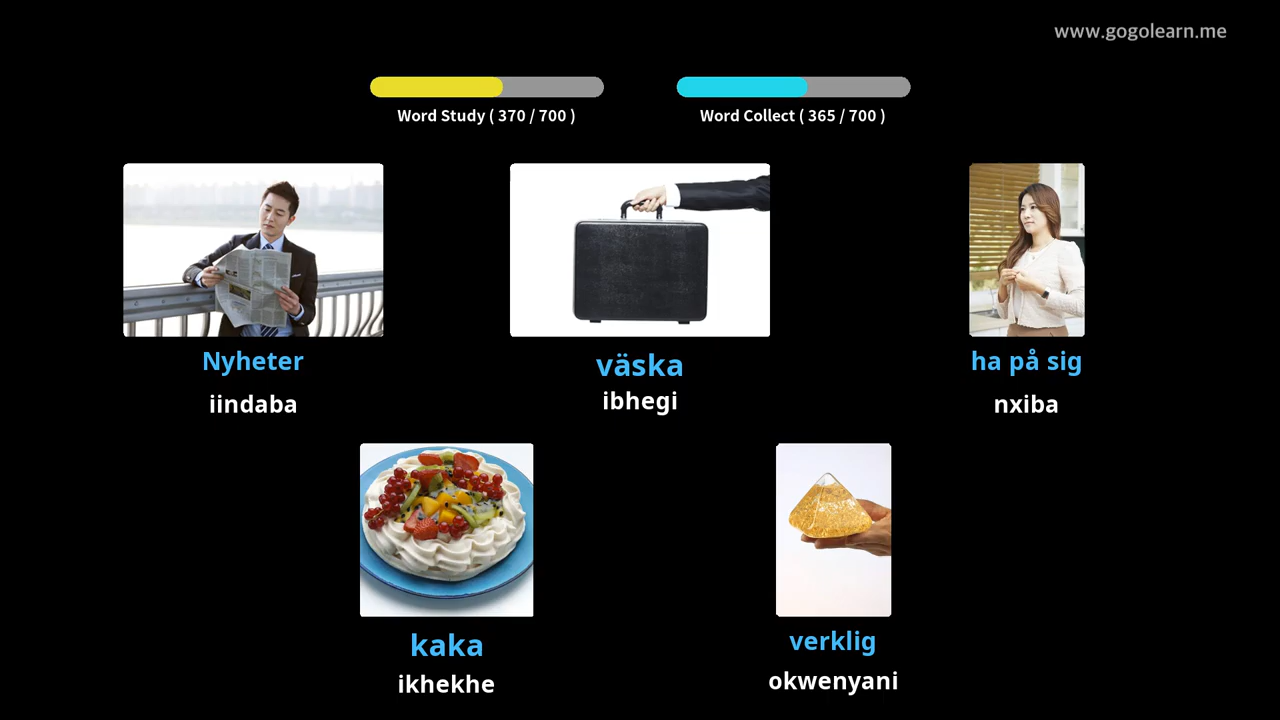 www.gogolearn.me
Word Study ( 370 / 700 )
Word Collect ( 365 / 700 )
Nyheter
iindaba
väska
ibhegi
ha på sig
nxiba
kaka
ikhekhe
verklig
okwenyani